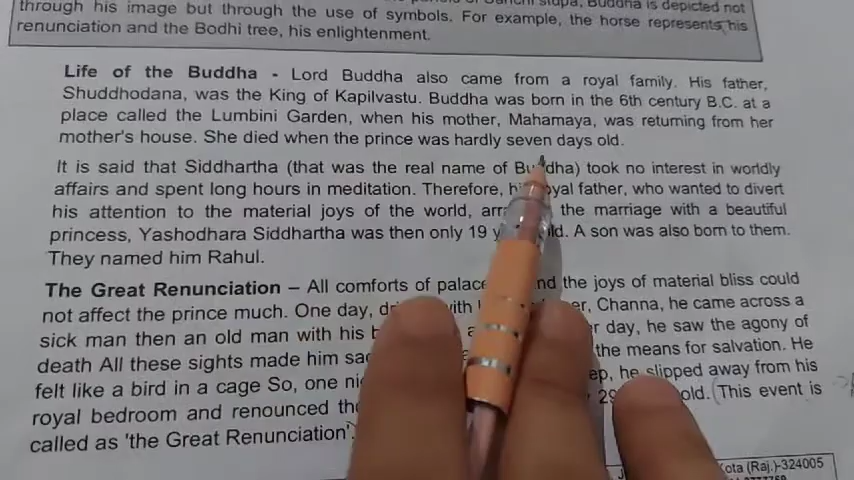 through his image but through the use of symbols. For example, the horse represents his
renunciation and the Bodhi tree, his enlightenment.
Life of the Buddha - Lord Buddha also came from a royal family. His father,
Shuddhodana, was the King of Kapilvastu. Buddha was born in the 6th century B.C. at a
place called the Lumbini Garden, when his mother, Mahamaya, was returning from her
mother's house. She died when the prince was hardly seven days old.
It is said that Siddhartha (that was the real name of Buddha) took no interest in worldly
affairs and spent long hours in meditation. Therefore, royal father, who wanted to divert
his attention to the material joys of the world, the marriage with a beautiful
princess, Yashodhara Siddhartha was then only 19 A son was also born to them.
They named him Rahul.
The Great Renunciation – All comforts of palace the joys of material bliss could
not affect the prince much. One day, with Channa, he came across a
sick man then an old man with his day, he saw the agony of
death All these sights made him the means for salvation. He
felt like a bird in a cage So, one he slipped away from his
royal bedroom and renounced old. (This event is
called as 'the Great Renunciation'.
Kota (Raj.)-324005